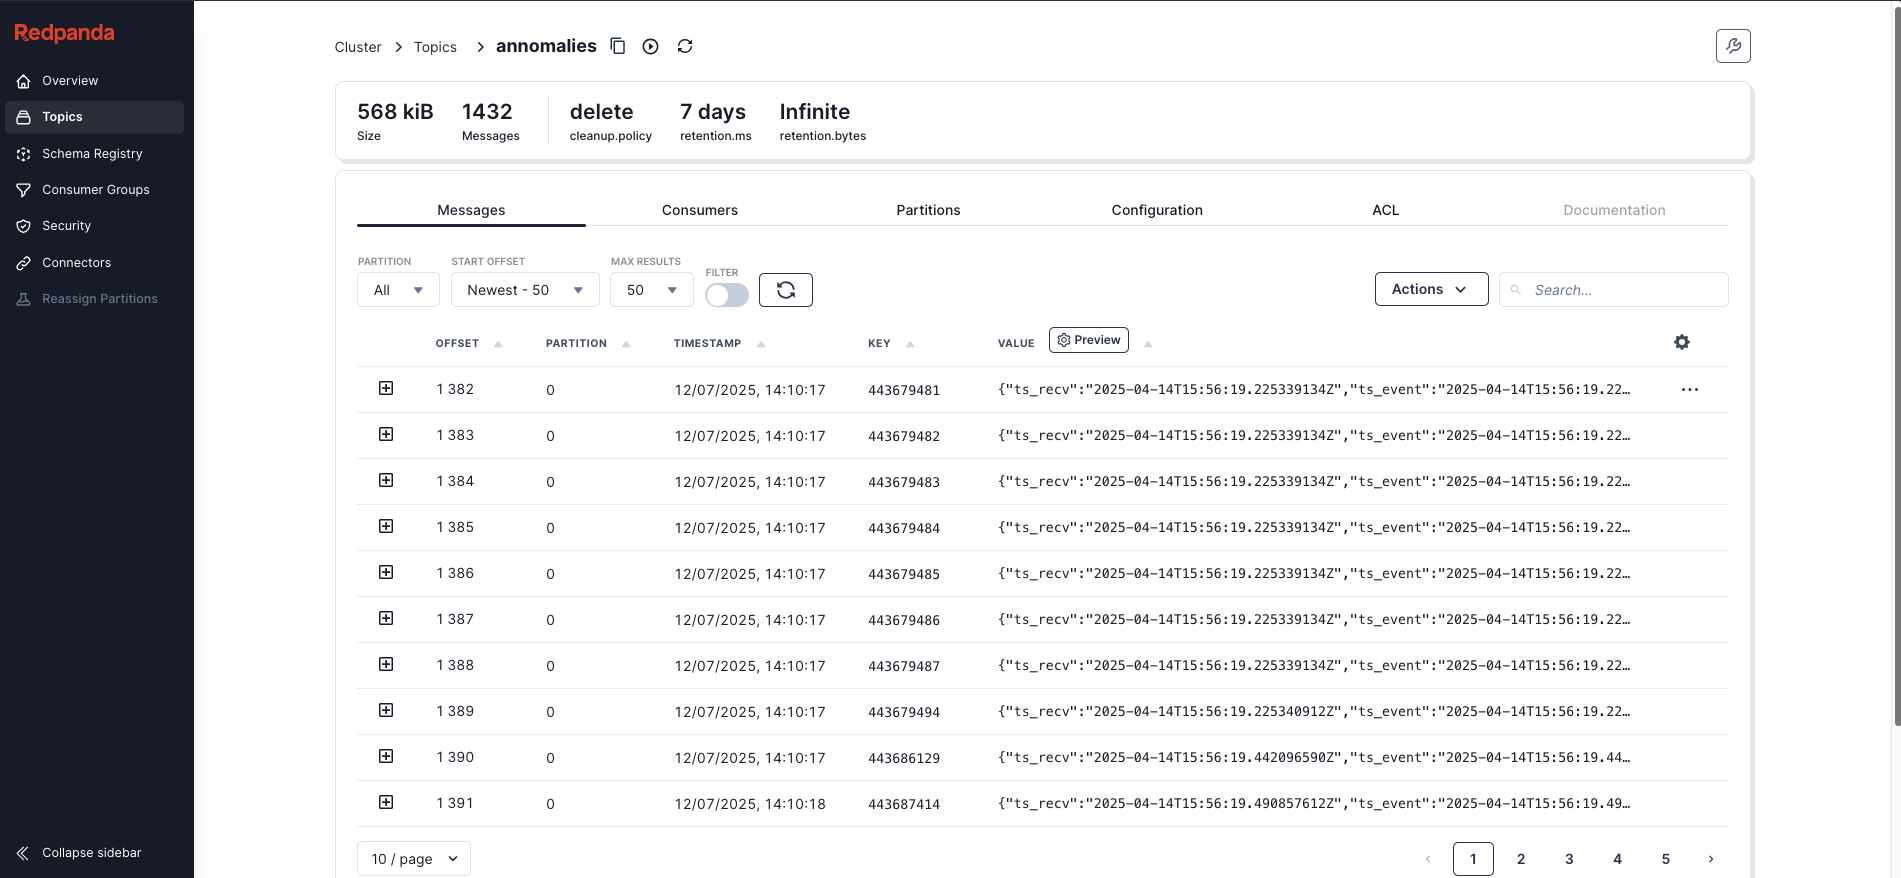 Redpanda
Overview
Topics
Schema Registry
Consumer Groups
Security
Connectors
Reassign Partitions
Collapse sidebar
Cluster > Topics > annomalies
568 kiB 1432 delete 7 days Infinite
Size Messages cleanup.policy retention.ms retention.bytes
Messages Consumers Partitions Configuration ACL Documentation
PARTITION START OFFSET MAX RESULTS FILTER
All Newest - 50 50 Actions Search...
OFFSET PARTITION TIMESTAMP KEY VALUE Preview
1 382 0 12/07/2025, 14:10:17 443679481 {"ts_recv":"2025-04-14T15:56:19.225339134Z","ts_event":"2025-04-14T15:56:19.22… ···
1 383 0 12/07/2025, 14:10:17 443679482 {"ts_recv":"2025-04-14T15:56:19.225339134Z","ts_event":"2025-04-14T15:56:19.22…
1 384 0 12/07/2025, 14:10:17 443679483 {"ts_recv":"2025-04-14T15:56:19.225339134Z","ts_event":"2025-04-14T15:56:19.22…
1 385 0 12/07/2025, 14:10:17 443679484 {"ts_recv":"2025-04-14T15:56:19.225339134Z","ts_event":"2025-04-14T15:56:19.22…
1 386 0 12/07/2025, 14:10:17 443679485 {"ts_recv":"2025-04-14T15:56:19.225339134Z","ts_event":"2025-04-14T15:56:19.22…
1 387 0 12/07/2025, 14:10:17 443679486 {"ts_recv":"2025-04-14T15:56:19.225339134Z","ts_event":"2025-04-14T15:56:19.22…
1 388 0 12/07/2025, 14:10:17 443679487 {"ts_recv":"2025-04-14T15:56:19.225339134Z","ts_event":"2025-04-14T15:56:19.22…
1 389 0 12/07/2025, 14:10:17 443679494 {"ts_recv":"2025-04-14T15:56:19.225340912Z","ts_event":"2025-04-14T15:56:19.22…
1 390 0 12/07/2025, 14:10:17 443686129 {"ts_recv":"2025-04-14T15:56:19.442096590Z","ts_event":"2025-04-14T15:56:19.44…
1 391 0 12/07/2025, 14:10:18 443687414 {"ts_recv":"2025-04-14T15:56:19.490857612Z","ts_event":"2025-04-14T15:56:19.49…
10 / page < 1 2 3 4 5 >